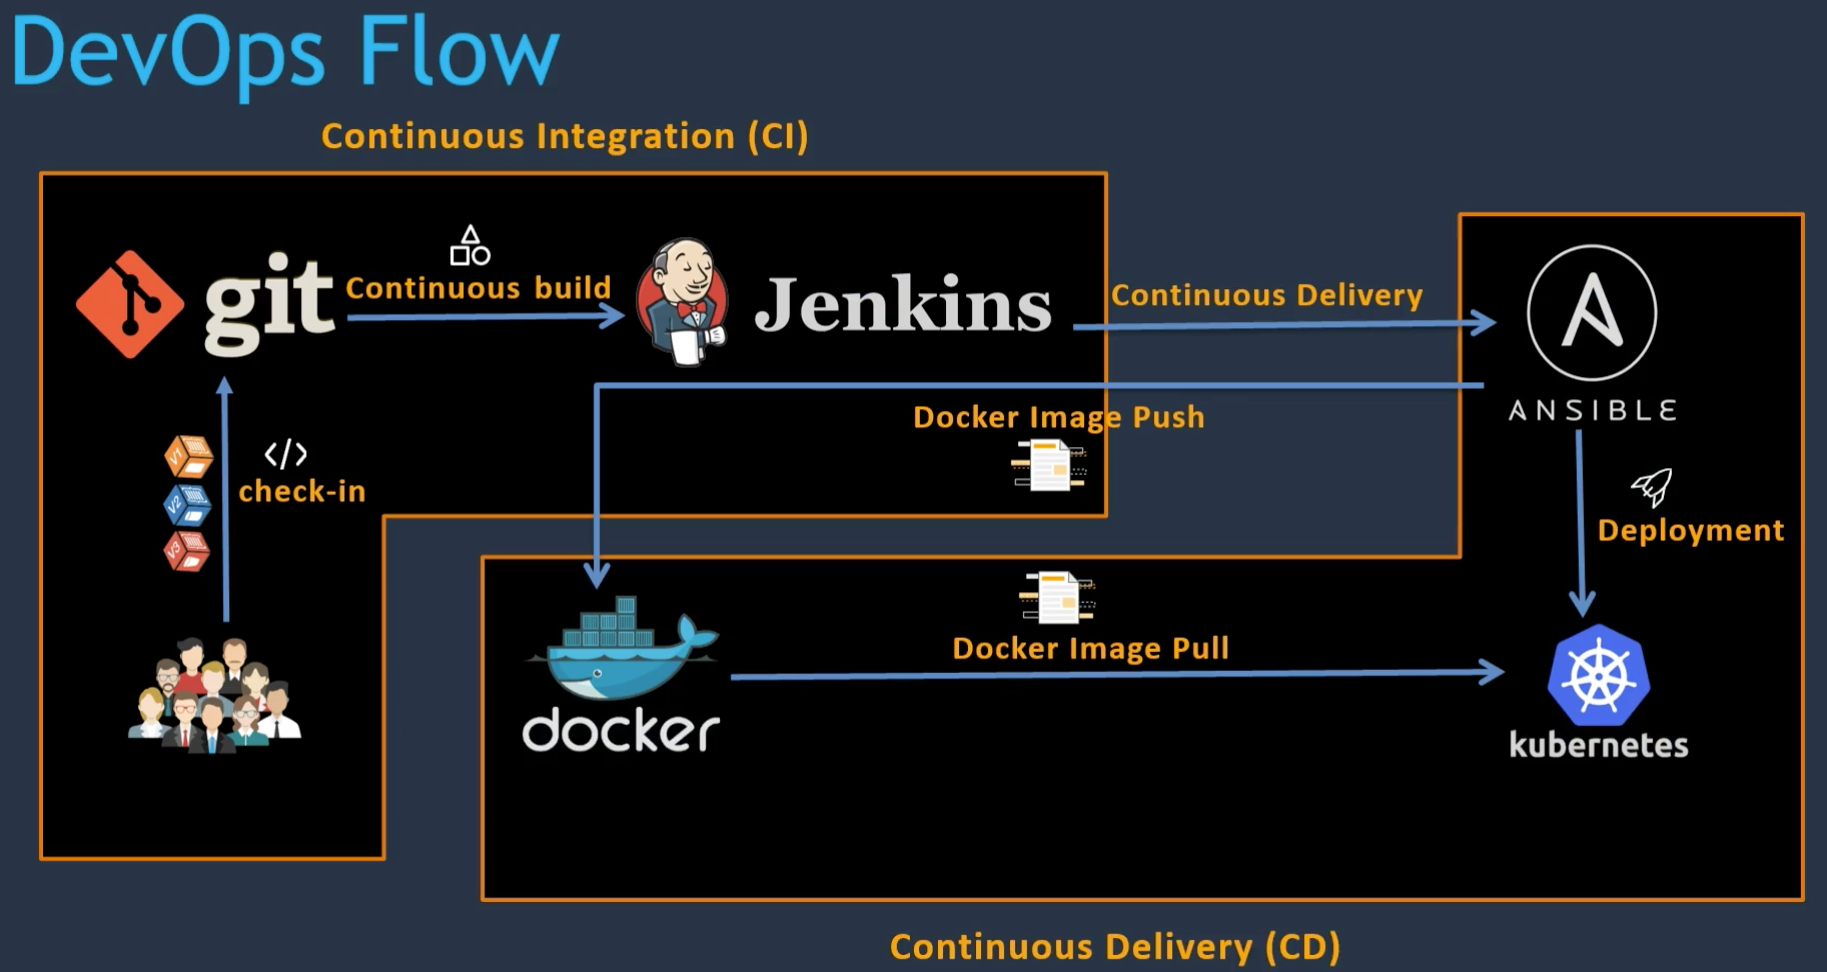 DevOps Flow
Continuous Integration (CI)
git
Continuous build
Jenkins
Continuous Delivery
ANSIBLE
Docker Image Push
V1
</>
check-in
V2
V3
Deployment
Docker Image Pull
docker
kubernetes
Continuous Delivery (CD)